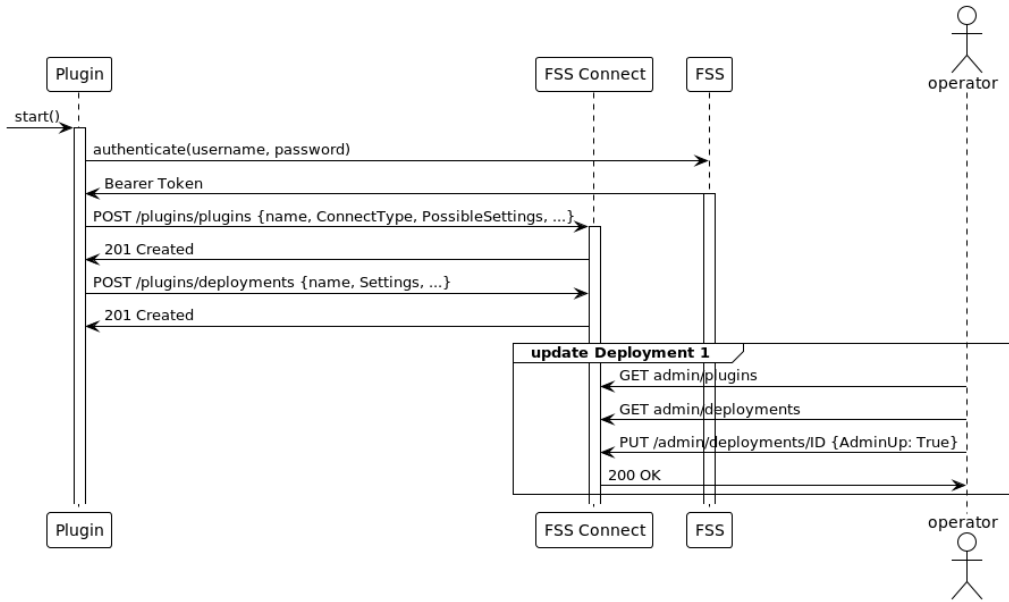 Plugin
FSS Connect
FSS
operator
start()
authenticate(username, password)
Bearer Token
POST /plugins/plugins {name, ConnectType, PossibleSettings, ...}
201 Created
POST /plugins/deployments {name, Settings, ...}
201 Created
update Deployment 1
GET admin/plugins
GET admin/deployments
PUT /admin/deployments/ID {AdminUp: True}
200 OK
Plugin
FSS Connect
FSS
operator